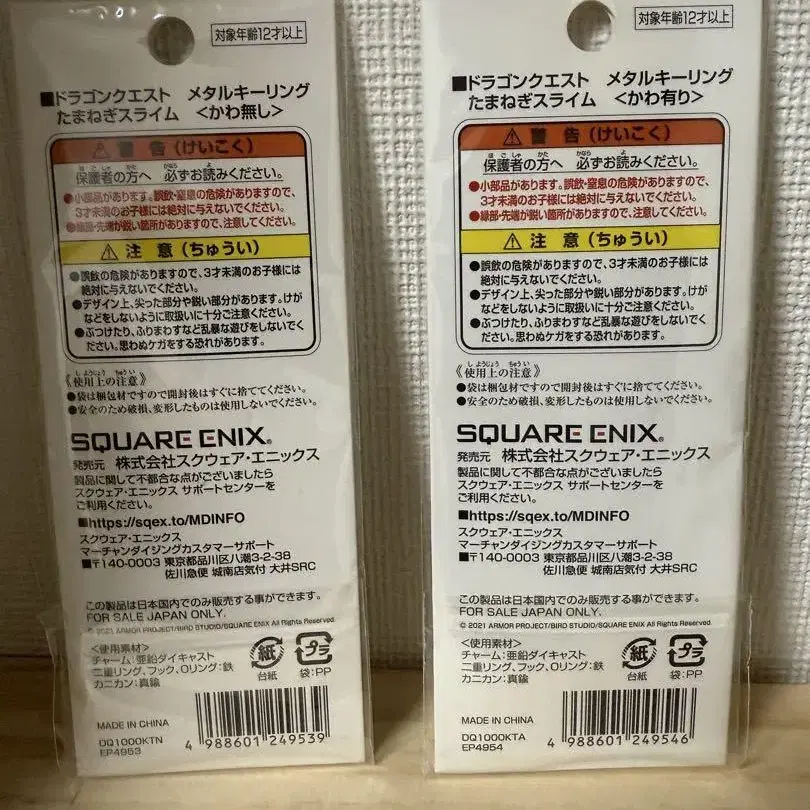 対象年齢12才以上
■ドラゴンクエスト メタルキーリング
たまねぎスライム <かわ無し>
⚠警告(けいこく)
ほごしゃ かた かなら よ
保護者の方へ 必ずお読みください。
●小部品があります。誤飲・窒息の危険がありますので、
3才未満のお子様には絶対に与えないでください。
●縁部・先端が鋭い箇所がありますので、注意してください。
⚠注意(ちゅうい)
●誤飲の危険がありますので、3才未満のお子様には
絶対に与えないでください。
●デザイン上、尖った部分や鋭い部分があります。けが
などをしないように取扱いに十分ご注意ください。
●ぶつけたり、ふりまわすなど乱暴な遊びをしないでく
ださい。思わぬケガをする恐れがあります。
しようじょう ちゅうい
《使用上の注意》
●袋は梱包材ですので開封後はすぐに捨ててください。
●安全のため破損、変形したものは使用しないでください。
SQUARE ENIX®
発売元 株式会社スクウェア・エニックス
製品に関して不都合な点がございましたら
スクウェア・エニックス サポートセンターを
ご利用ください。
■https://sqex.to/MDINFO
スクウェア・エニックス
マーチャンダイジングカスタマーサポート
■〒140-0003 東京都品川区八潮3-2-38
佐川急便 城南店気付 大井SRC
この製品は日本国内でのみ販売する事ができます。
FOR SALE JAPAN ONLY.
© 2021 ARMOR PROJECT/BIRD STUDIO/SQUARE ENIX All Rights Reserved.
<使用素材>
チャーム:亜鉛ダイキャスト
二重リング、フック、Oリング:鉄
カニカン:真鍮
紙
台紙
プラ
袋:PP
MADE IN CHINA
DQ1000KTN
EP4953
4 988601 249539
対象年齢12才以上
■ドラゴンクエスト メタルキーリング
たまねぎスライム <かわ有り>
⚠警告(けいこく)
ほごしゃ かた かなら よ
保護者の方へ 必ずお読みください。
●小部品があります。誤飲・窒息の危険がありますので、
3才未満のお子様には絶対に与えないでください。
●縁部・先端が鋭い箇所がありますので、注意してください。
⚠注意(ちゅうい)
●誤飲の危険がありますので、3才未満のお子様には
絶対に与えないでください。
●デザイン上、尖った部分や鋭い部分があります。けが
などをしないように取扱いに十分ご注意ください。
●ぶつけたり、ふりまわすなど乱暴な遊びをしないでく
ださい。思わぬケガをする恐れがあります。
しようじょう ちゅうい
《使用上の注意》
●袋は梱包材ですので開封後はすぐに捨ててください。
●安全のため破損、変形したものは使用しないでください。
SQUARE ENIX®
発売元 株式会社スクウェア・エニックス
製品に関して不都合な点がございましたら
スクウェア・エニックス サポートセンターを
ご利用ください。
■https://sqex.to/MDINFO
スクウェア・エニックス
マーチャンダイジングカスタマーサポート
■〒140-0003 東京都品川区八潮3-2-38
佐川急便 城南店気付 大井SRC
この製品は日本国内でのみ販売する事ができます。
FOR SALE JAPAN ONLY.
© 2021 ARMOR PROJECT/BIRD STUDIO/SQUARE ENIX All Rights Reserved.
<使用素材>
チャーム:亜鉛ダイキャスト
二重リング、フック、Oリング:鉄
カニカン:真鍮
紙
台紙
プラ
袋:PP
MADE IN CHINA
DQ1000KTA
EP4954
4 988601 249546